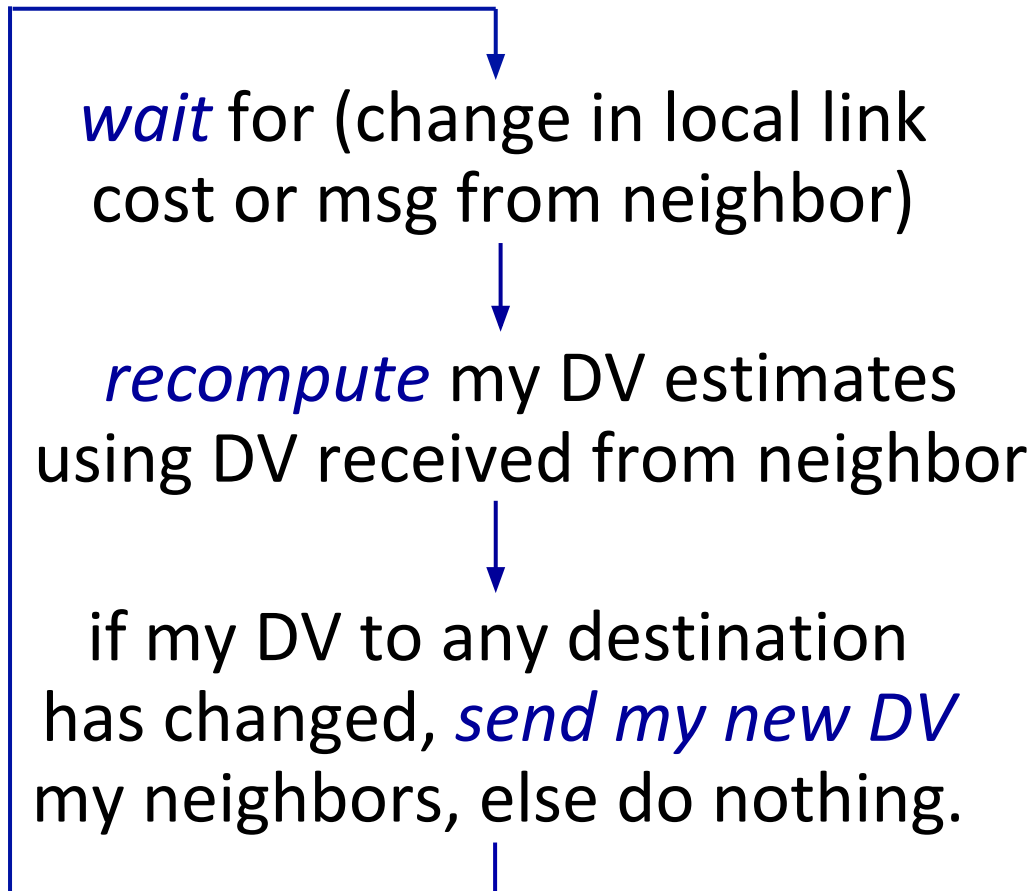 wait for (change in local link
cost or msg from neighbor)
recompute my DV estimates
using DV received from neighbor
if my DV to any destination
has changed, send my new DV
my neighbors, else do nothing.